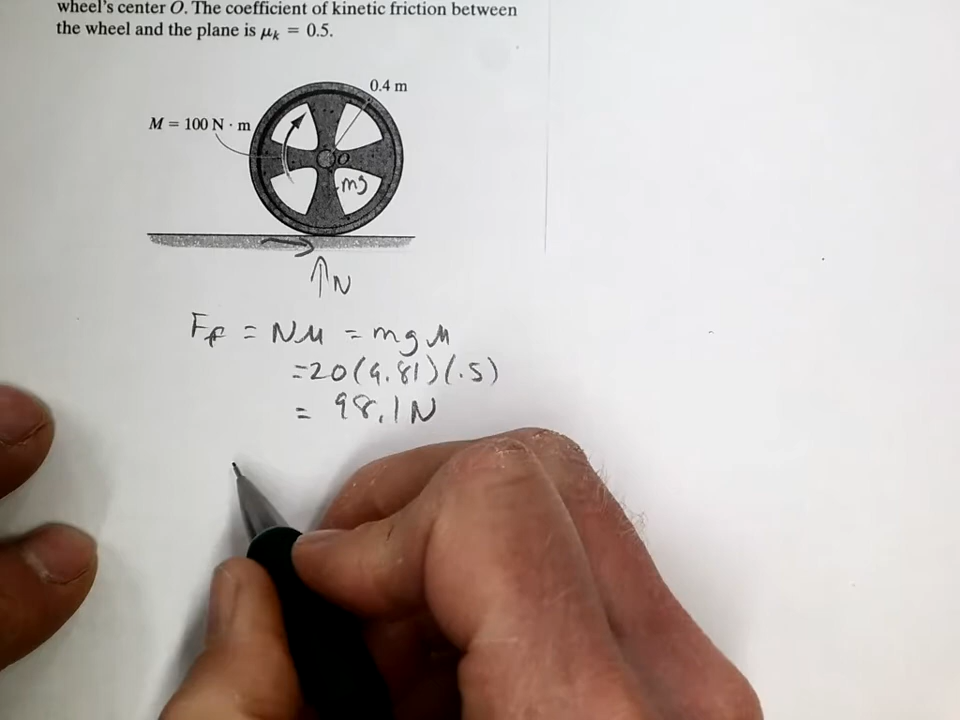 wheel's center O. The coefficient of kinetic friction between
the wheel and the plane is μk = 0.5.
0.4 m
M = 100 N · m
O
mg
N
Ff = Nμ = mgμ
=20(9.81)(.5)
= 98.1N